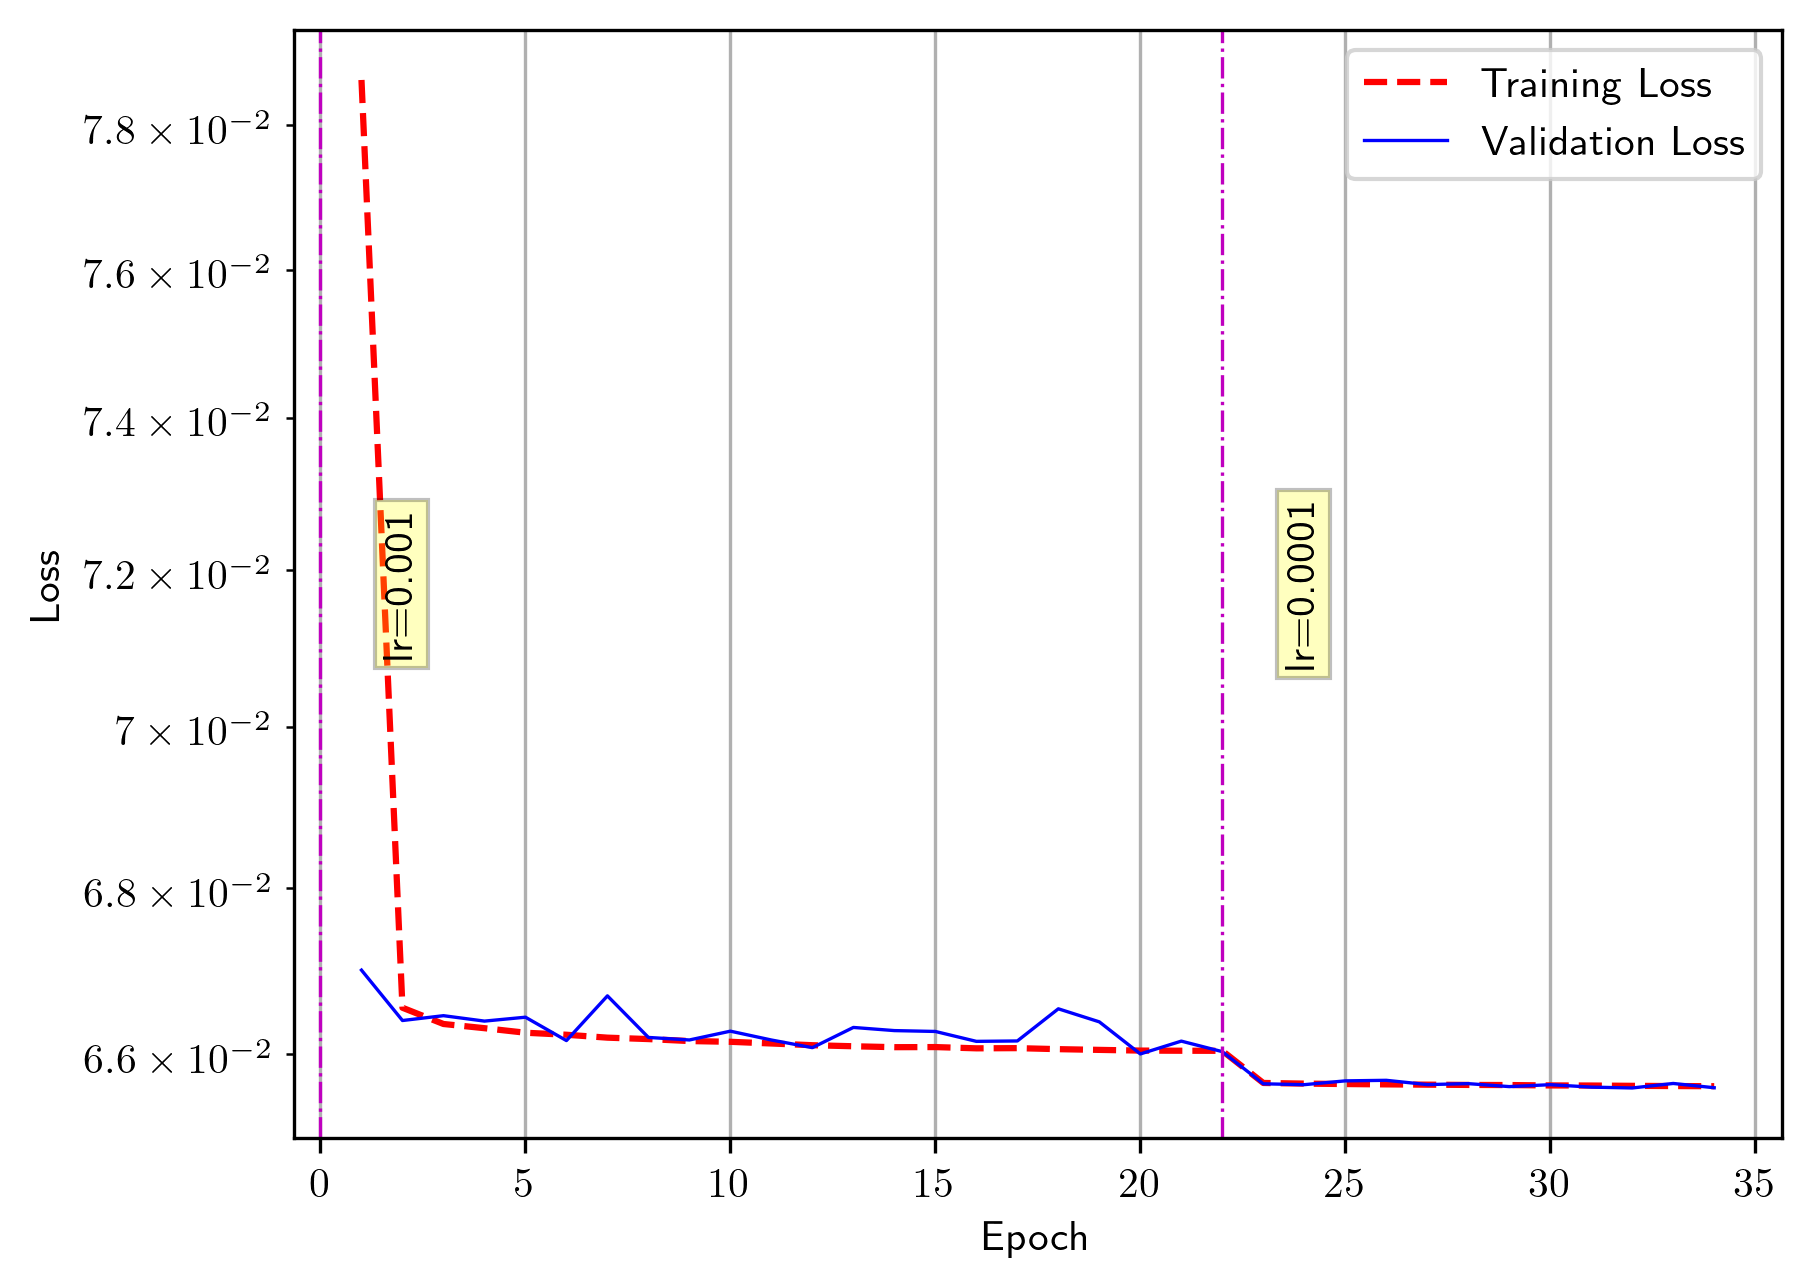 Training Loss
Validation Loss
7.8 × 10⁻²
7.6 × 10⁻²
7.4 × 10⁻²
7.2 × 10⁻²
7 × 10⁻²
6.8 × 10⁻²
6.6 × 10⁻²
Loss
lr=0.001
lr=0.0001
0 5 10 15 20 25 30 35
Epoch